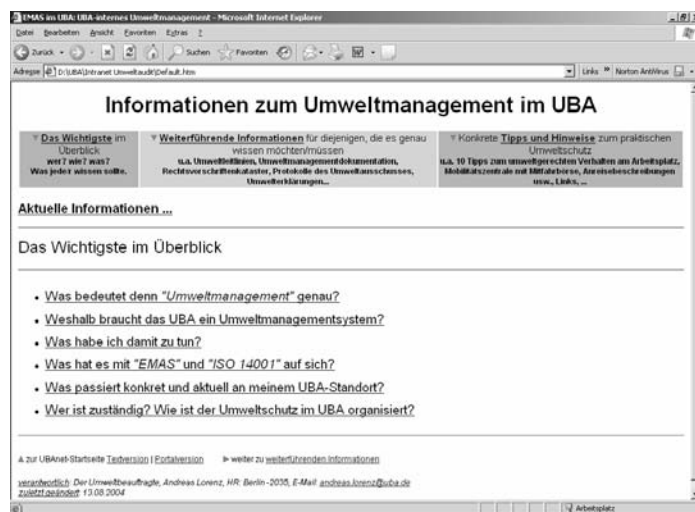 EMAS im UBA: UBA-internes Umweltmanagement - Microsoft Internet Explorer
Datei Bearbeiten Ansicht Favoriten Extras ?
Zurück Suchen Favoriten
Adresse D:\UBA\Intranet Umweltaudit\Default.htm Links » Norton AntiVirus
Informationen zum Umweltmanagement im UBA
▼ Das Wichtigste im
Überblick
wer? wie? was?
Was jeder wissen sollte.
▼ Weiterführende Informationen für diejenigen, die es genau
wissen möchten/müssen
u.a. Umweltleitlinien, Umweltmanagementdokumentation,
Rechtsvorschriftenkataster, Protokolle des Umweltausschusses,
Umwelterklärungen...
▼ Konkrete Tipps und Hinweise zum praktischen
Umweltschutz
u.a. 10 Tipps zum umweltgerechten Verhalten am Arbeitsplatz,
Mobilitätszentrale mit Mitfahrbörse, Anreisebeschreibungen
usw., Links, ...
Aktuelle Informationen ...
Das Wichtigste im Überblick
• Was bedeutet denn "Umweltmanagement" genau?
• Weshalb braucht das UBA ein Umweltmanagementsystem?
• Was habe ich damit zu tun?
• Was hat es mit "EMAS" und "ISO 14001" auf sich?
• Was passiert konkret und aktuell an meinem UBA-Standort?
• Wer ist zuständig? Wie ist der Umweltschutz im UBA organisiert?
▲ zur UBAnet-Startseite Textversion | Portalversion ► weiter zu weiterführenden Informationen
verantwortlich: Der Umweltbeauftragte, Andreas Lorenz, HR: Berlin -2035, E-Mail: andreas.lorenz@uba.de
zuletzt geändert: 13.08.2004
Arbeitsplatz